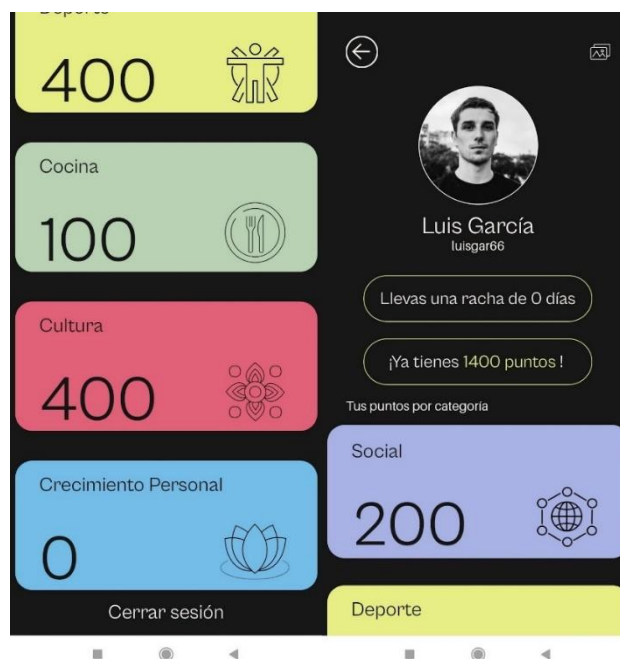 Deporte
400
Cocina
100
Cultura
400
Crecimiento Personal
0
Cerrar sesión
Luis García
luisgar66
Llevas una racha de 0 días
¡Ya tienes 1400 puntos !
Tus puntos por categoría
Social
200
Deporte